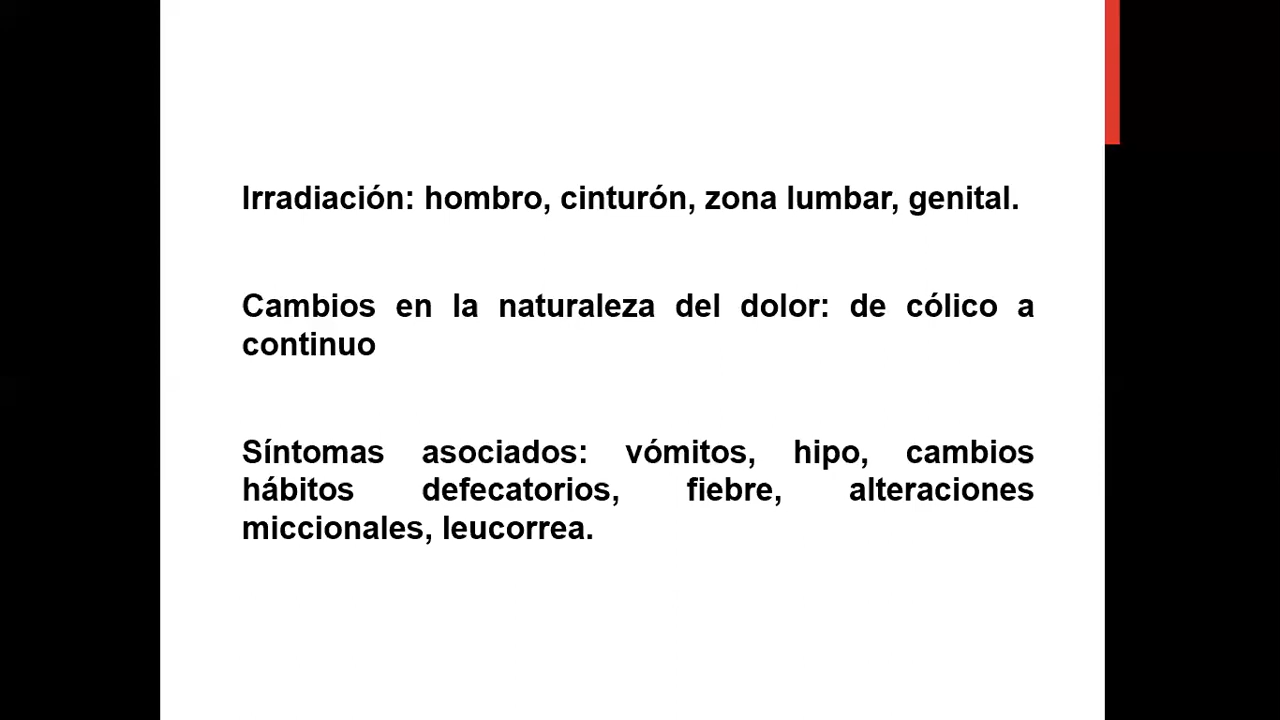 Irradiación: hombro, cinturón, zona lumbar, genital.
Cambios en la naturaleza del dolor: de cólico a
continuo
Síntomas asociados: vómitos, hipo, cambios
hábitos defecatorios, fiebre, alteraciones
miccionales, leucorrea.